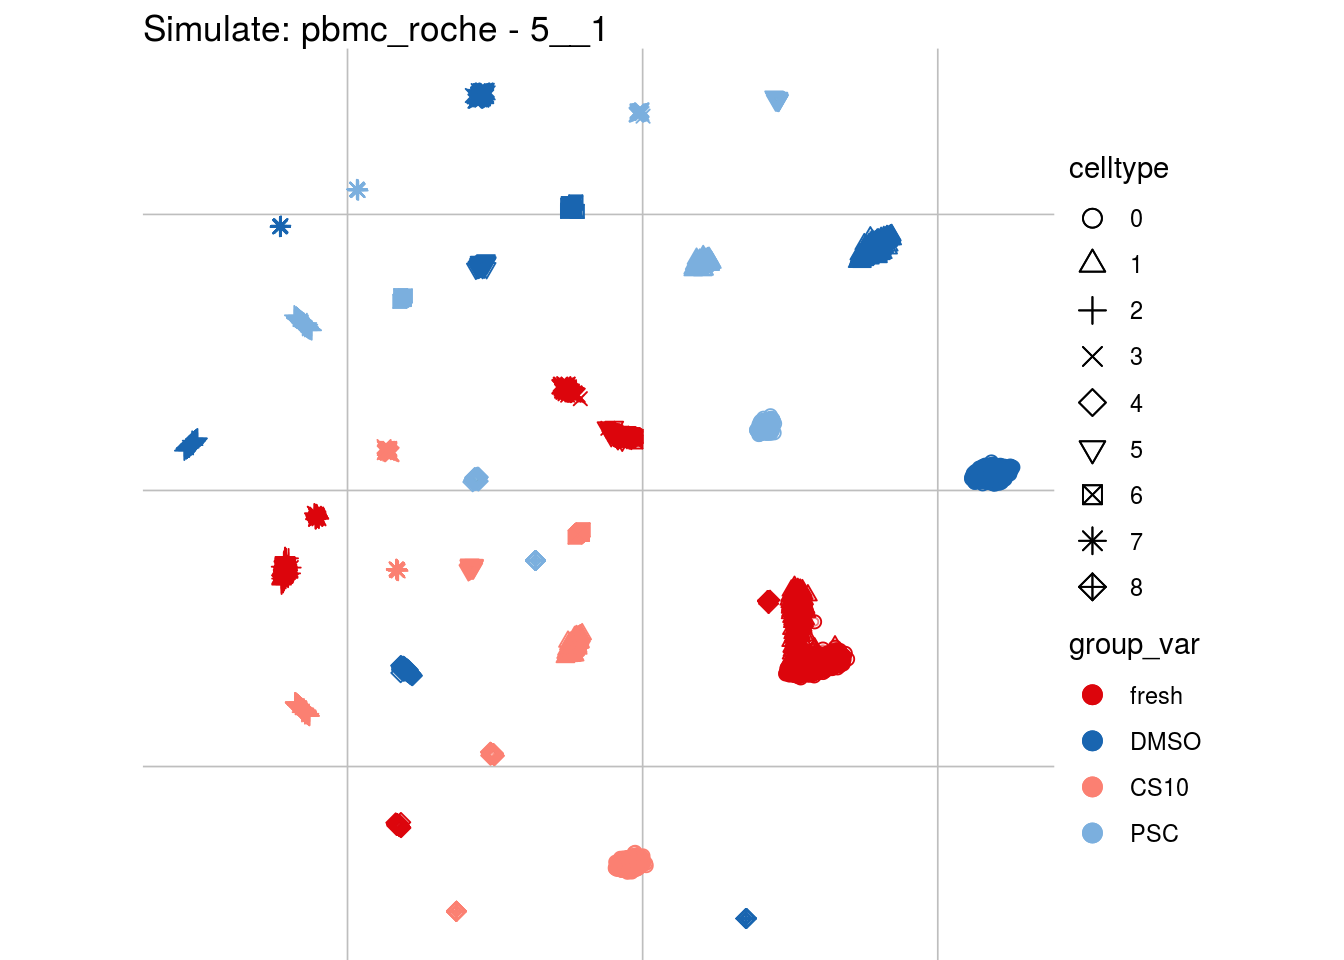 Simulate: pbmc_roche - 5__1
celltype
0
1
2
3
4
5
6
7
8
group_var
fresh
DMSO
CS10
PSC